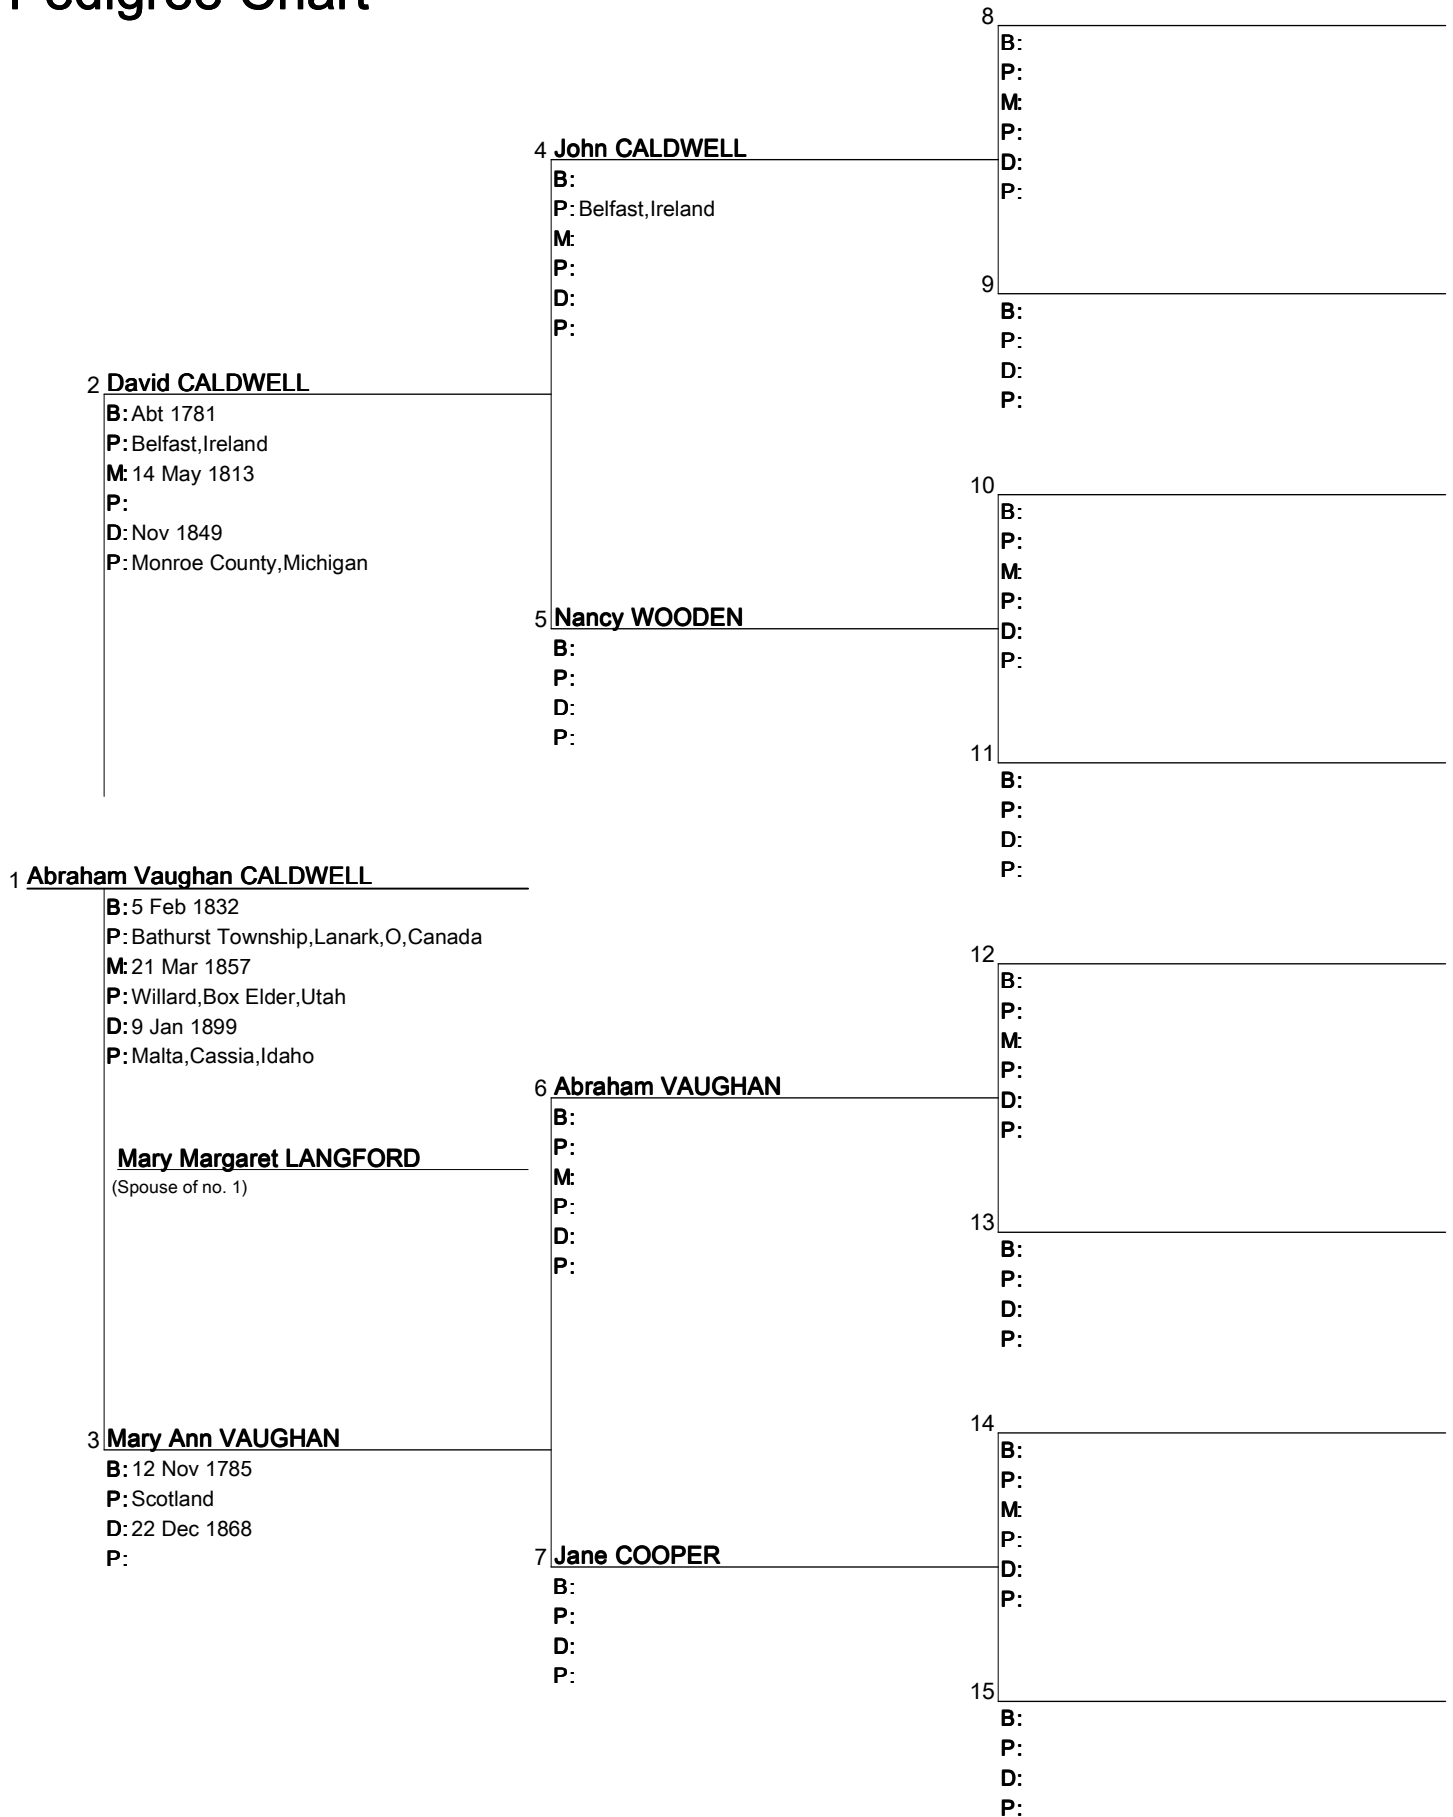 Pedigree Chart
8
B:
P:
M:
P:
D:
P:
4 John CALDWELL
B:
P: Belfast,Ireland
M:
P:
D:
P:
9
B:
P:
D:
P:
2 David CALDWELL
B: Abt 1781
P: Belfast,Ireland
M: 14 May 1813
P:
D: Nov 1849
P: Monroe County,Michigan
10
B:
P:
M:
P:
D:
P:
5 Nancy WOODEN
B:
P:
D:
P:
11
B:
P:
D:
P:
1 Abraham Vaughan CALDWELL
B: 5 Feb 1832
P: Bathurst Township,Lanark,O,Canada
M: 21 Mar 1857
P: Willard,Box Elder,Utah
D: 9 Jan 1899
P: Malta,Cassia,Idaho
Mary Margaret LANGFORD
(Spouse of no. 1)
12
B:
P:
M:
P:
D:
P:
6 Abraham VAUGHAN
B:
P:
M:
P:
D:
P:
13
B:
P:
D:
P:
3 Mary Ann VAUGHAN
B: 12 Nov 1785
P: Scotland
D: 22 Dec 1868
P:
14
B:
P:
M:
P:
D:
P:
7 Jane COOPER
B:
P:
D:
P:
15
B:
P:
D:
P: